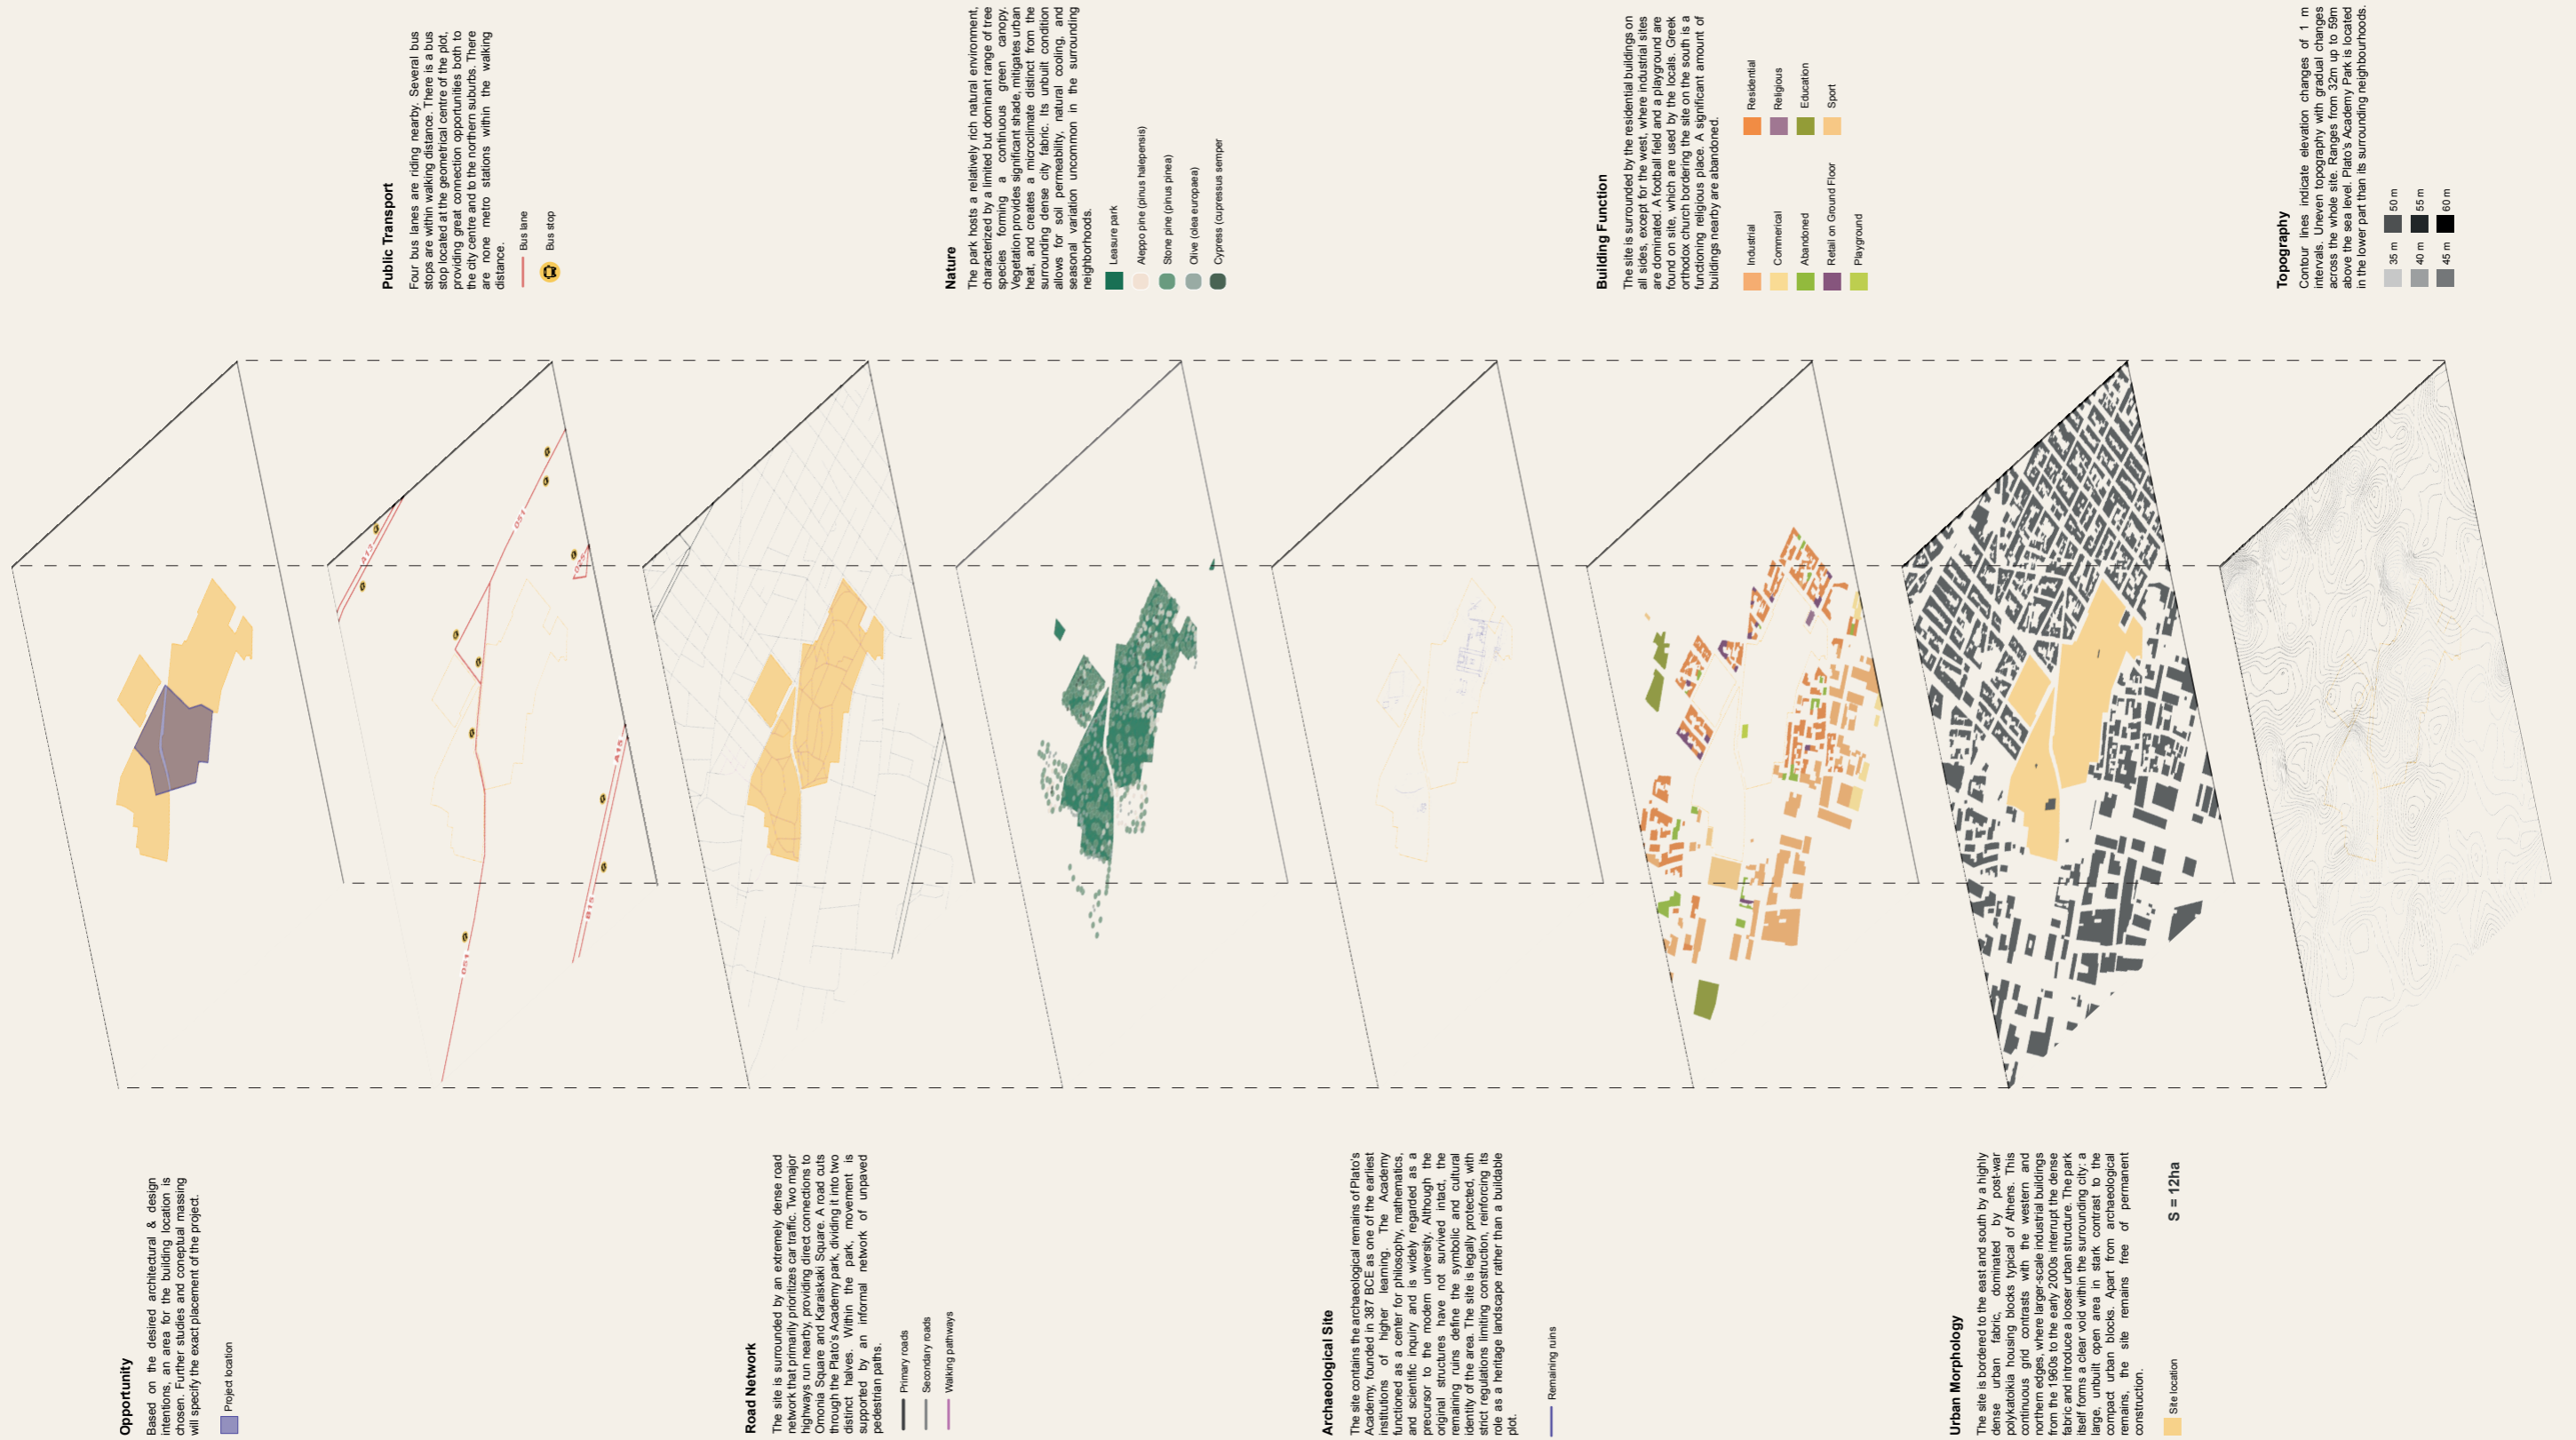 Opportunity
Based on the desired architectural & design
intentions, an area for the building location is
chosen. Further studies and coneptual massing
will specify the exact placement of the project.
Project location
Public Transport
Four bus lanes are riding nearby. Several bus
stops are within walking distance. There is a bus
stop located at the geometrical centre of the plot,
providing great connection opportunities both to
the city centre and to the northern suburbs. There
are none metro stations within the walking
distance.
Bus lane
Bus stop
A13
051
051
A15
B15
Road Network
The site is surrounded by an extremely dense road
network that primarily prioritizes car traffic. Two major
highways run nearby, providing direct connections to
Omonia Square and Karaiskaki Square. A road cuts
through the Plato's Academy park, dividing it into two
distinct halves. Within the park, movement is
supported by an informal network of unpaved
pedestrian paths.
Primary roads
Secondary roads
Walking pathways
Nature
The park hosts a relatively rich natural environment,
characterized by a limited but dominant range of tree
species forming a continuous green canopy.
Vegetation provides significant shade, mitigates urban
heat, and creates a microclimate distinct from the
surrounding dense city fabric. Its unbuilt condition
allows for soil permeability, natural cooling, and
seasonal variation uncommon in the surrounding
neighborhoods.
Leasure park
Aleppo pine (pinus halepensis)
Stone pine (pinus pinea)
Olive (olea europaea)
Cypress (cupressus semper
Archaeological Site
The site contains the archaeological remains of Plato's
Academy, founded in 387 BCE as one of the earliest
institutions of higher learning. The Academy
functioned as a center for philosophy, mathematics,
and scientific inquiry and is widely regarded as a
precursor to the modern university. Although the
original structures have not survived intact, the
remaining ruins define the symbolic and cultural
identity of the area. The site is legally protected, with
strict regulations limiting construction, reinforcing its
role as a heritage landscape rather than a buildable
plot.
Remaining ruins
Building Function
The site is surrounded by the residential buildings on
all sides, except for the west, where industrial sites
are dominated. A football field and a playground are
found on site, which are used by the locals. Greek
orthodox church bordering the site on the south is a
functioning religious place. A significant amount of
buildings nearby are abandoned.
Industrial
Commerical
Abandoned
Retail on Ground Floor
Playground
Residential
Religious
Education
Sport
Urban Morphology
The site is bordered to the east and south by a highly
dense urban fabric, dominated by post-war
polykatoikia housing blocks typical of Athens. This
continuous grid contrasts with the western and
northern edges, where larger-scale industrial buildings
from the 1960s to the early 2000s interrupt the dense
fabric and introduce a looser urban structure. The park
itself forms a clear void within the surrounding city: a
large, unbuilt open area in stark contrast to the
compact urban blocks. Apart from archaeological
remains, the site remains free of permanent
construction.
Site location
S = 12ha
Topography
Contour lines indicate elevation changes of 1 m
intervals. Uneven topography with gradual changes
across the whole site. Ranges from 32m up to 59m
above the sea level. Plato's Academy Park is located
in the lower part than its surrounding neighbourhoods.
35 m
40 m
45 m
50 m
55 m
60 m